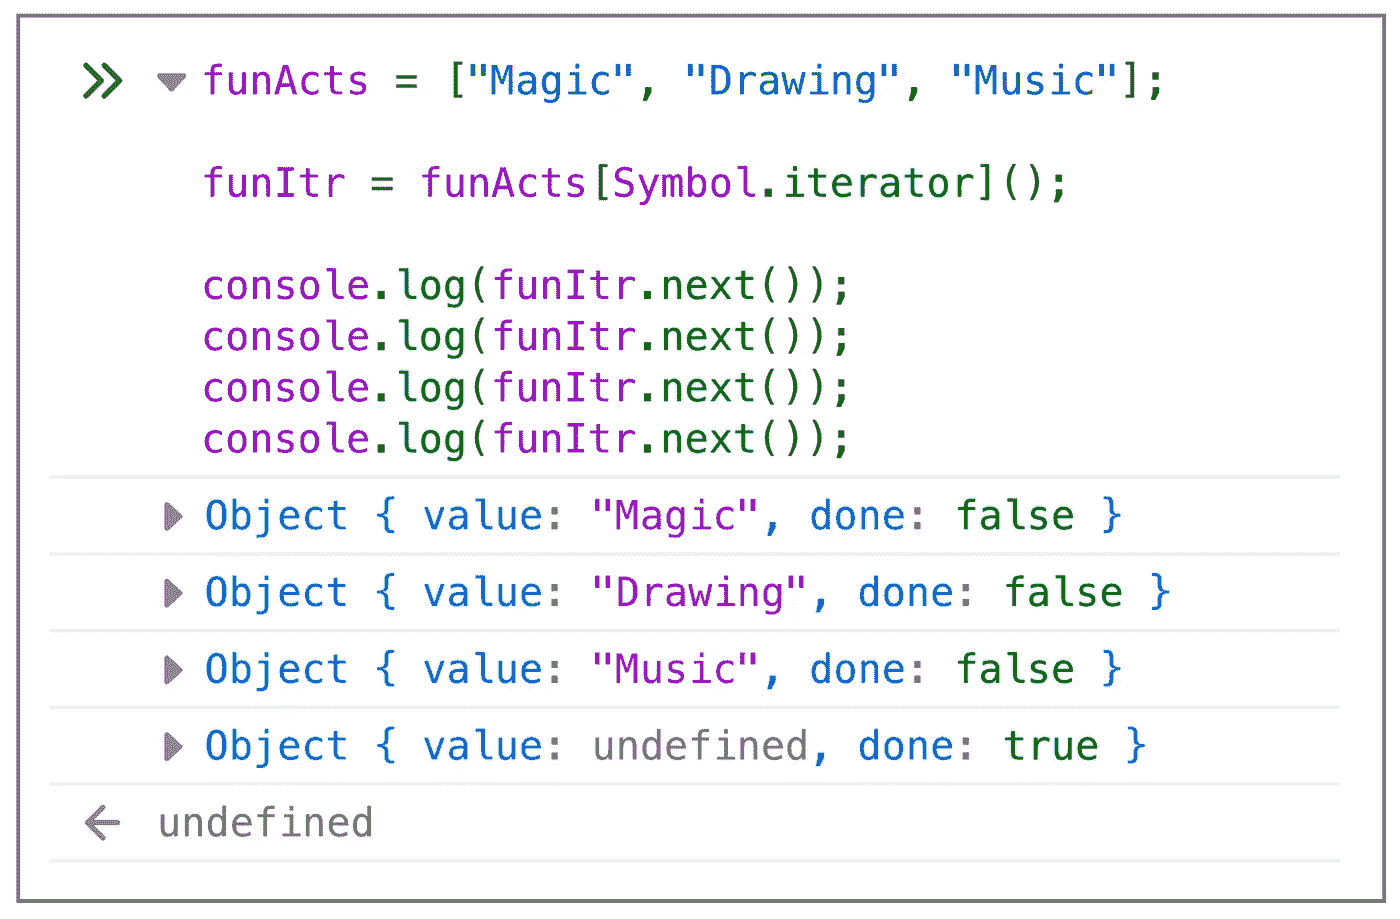 >> funActs = ["Magic", "Drawing", "Music"];
funItr = funActs[Symbol.iterator]();
console.log(funItr.next());
console.log(funItr.next());
console.log(funItr.next());
console.log(funItr.next());
Object { value: "Magic", done: false }
Object { value: "Drawing", done: false }
Object { value: "Music", done: false }
Object { value: undefined, done: true }
← undefined